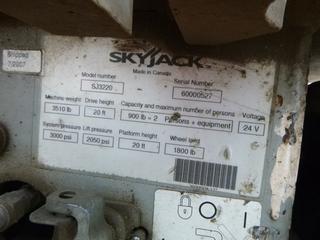 SKYJACK
Made in Canada
Shipped
7/2007
Model number
Serial Number
SJ3220
60000527
Machine weight Drive height Capacity and maximum number of persons Voltage
3510 lb 20 ft 900 lb = 2 Persons + equipment 24 V
System pressure Lift pressure Platform height Wheel load
3000 psi 2050 psi 20 ft 1800 lb